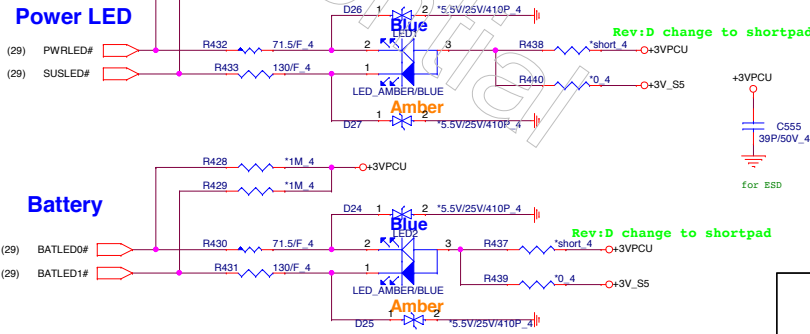 Power LED
D26 1 2 *5.5V/25V/410P_4
Blue
LED1
Rev:D change to shortpad
(29) PWRLED# R432 71.5/F_4 2 3 R438 *short_4 +3VPCU
(29) SUSLED# R433 130/F_4 1 R440 *0_4 +3V_S5
LED_AMBER/BLUE
Amber
D27 1 2 *5.5V/25V/410P_4
+3VPCU
C555
39P/50V_4
for ESD
R428 *1M_4 +3VPCU
R429 *1M_4
Battery
D24 1 2 *5.5V/25V/410P_4
Blue
LED2
Rev:D change to shortpad
(29) BATLED0# R430 71.5/F_4 2 3 R437 *short_4 +3VPCU
(29) BATLED1# R431 130/F_4 1 R439 *0_4 +3V_S5
LED_AMBER/BLUE
Amber
D25 1 2 *5.5V/25V/410P_4